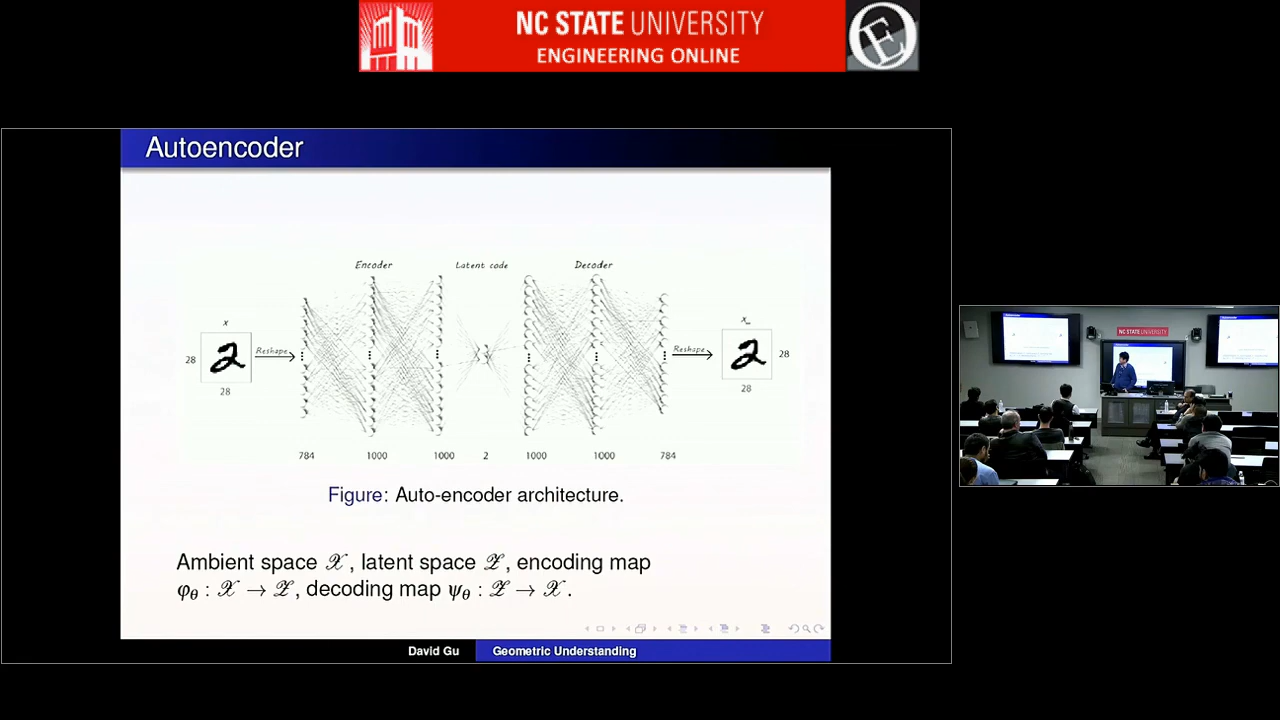 NC STATE UNIVERSITY
ENGINEERING ONLINE
E
Autoencoder
Encoder Latent code Decoder
x
28
28
Reshape
Reshape
28
28
784 1000 1000 2 1000 1000 784
Figure: Auto-encoder architecture.
Ambient space 𝒳, latent space 𝒵, encoding map
φθ : 𝒳 → 𝒵, decoding map ψθ : 𝒵 → 𝒳.
David Gu Geometric Understanding
NC STATE UNIVERSITY